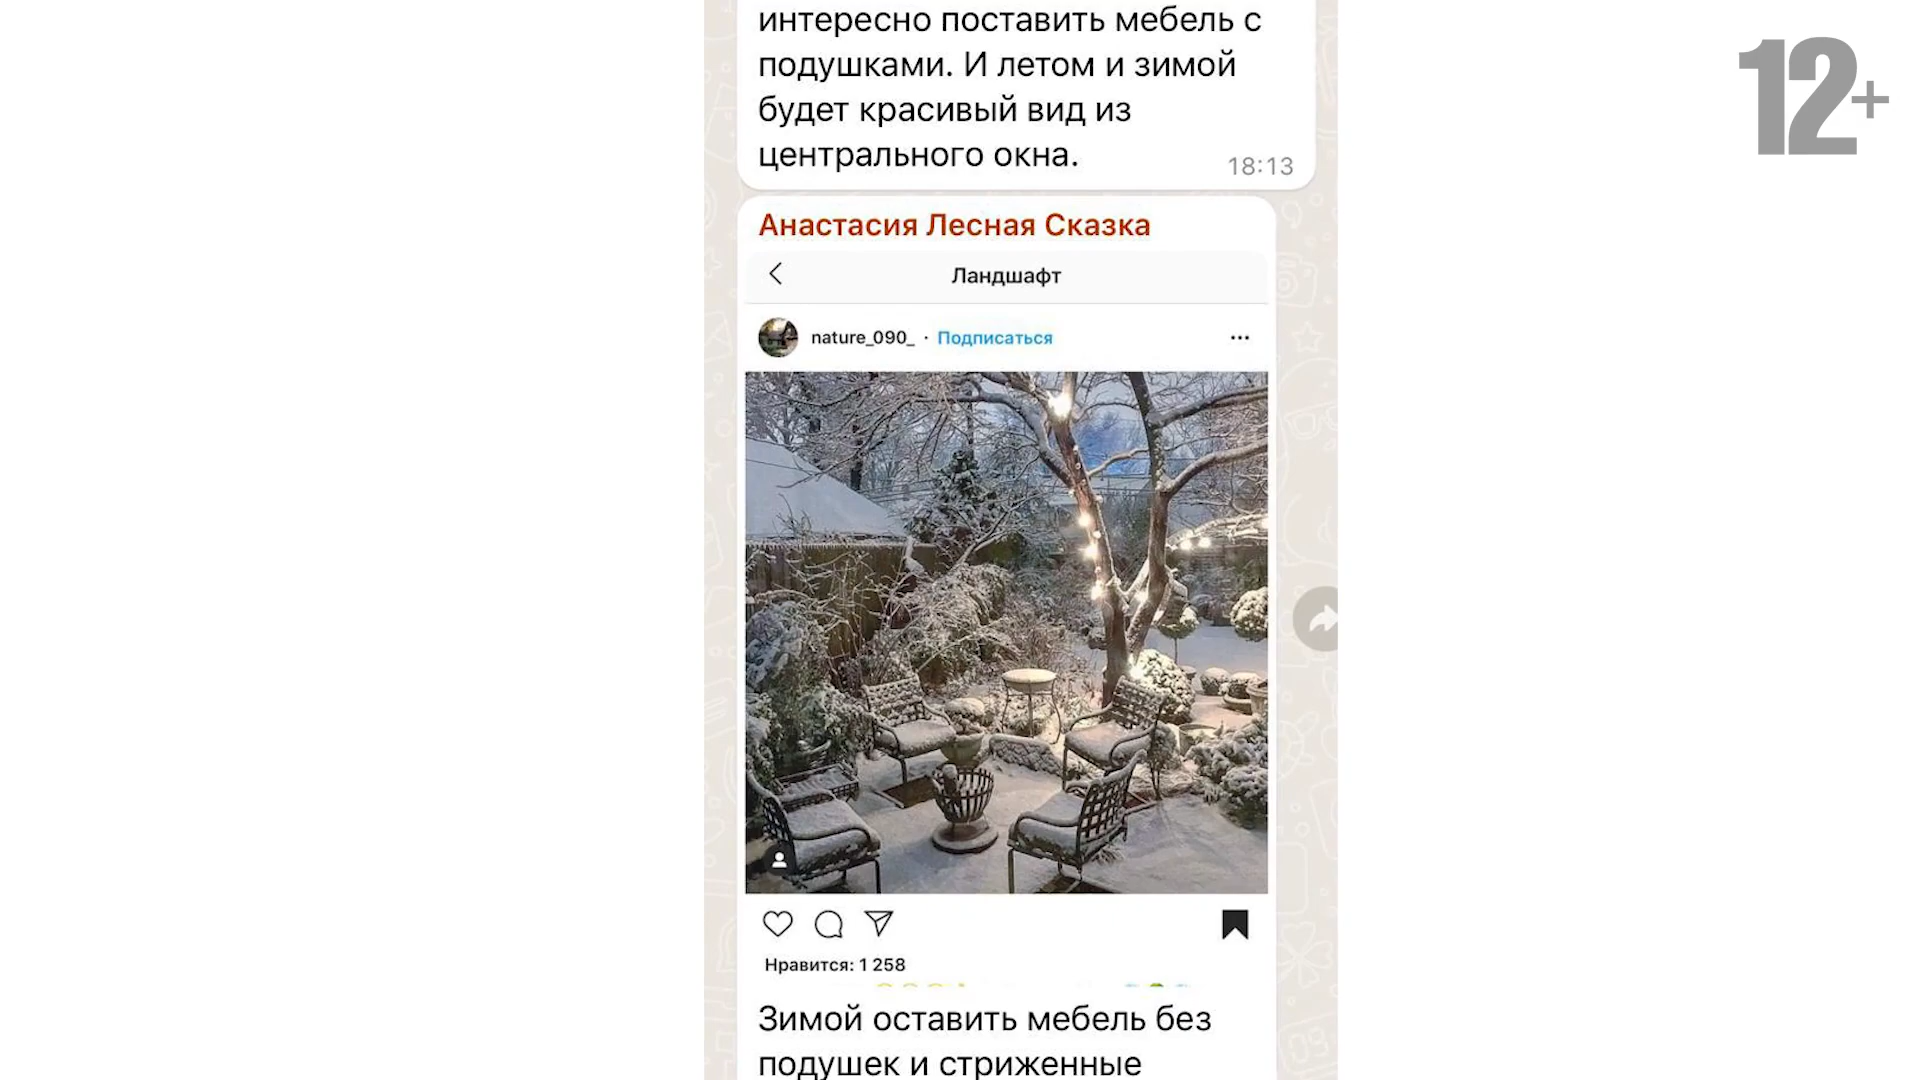 интересно поставить мебель с
подушками. И летом и зимой
будет красивый вид из
центрального окна.
18:13
12+
Анастасия Лесная Сказка
Ландшафт
nature_090_ · Подписаться
Нравится: 1 258
Зимой оставить мебель без
подушек и стриженные